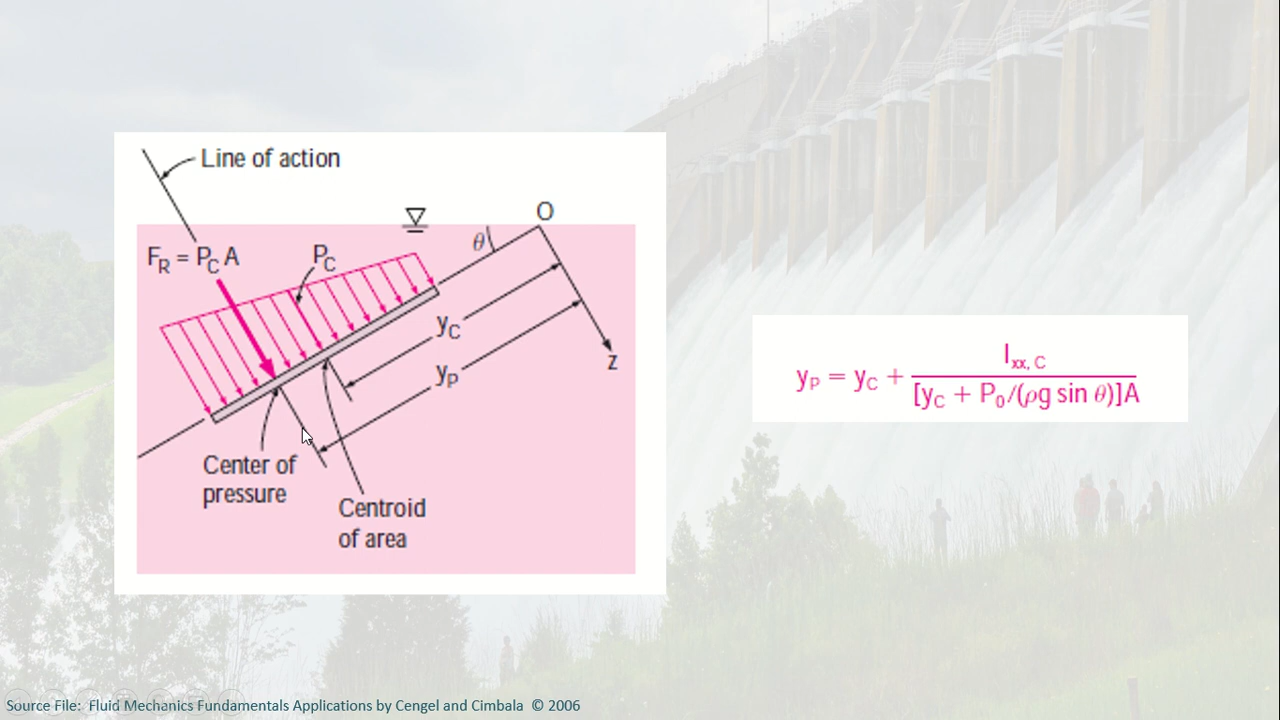 Line of action
O
F_R = P_C A
P_C
θ
y_C
y_P
z
Center of
pressure
Centroid
of area
y_P = y_C + I_xx, C / [y_C + P_0/(ρg sin θ)]A
Source File:  Fluid Mechanics Fundamentals Applications by Cengel and Cimbala  © 2006